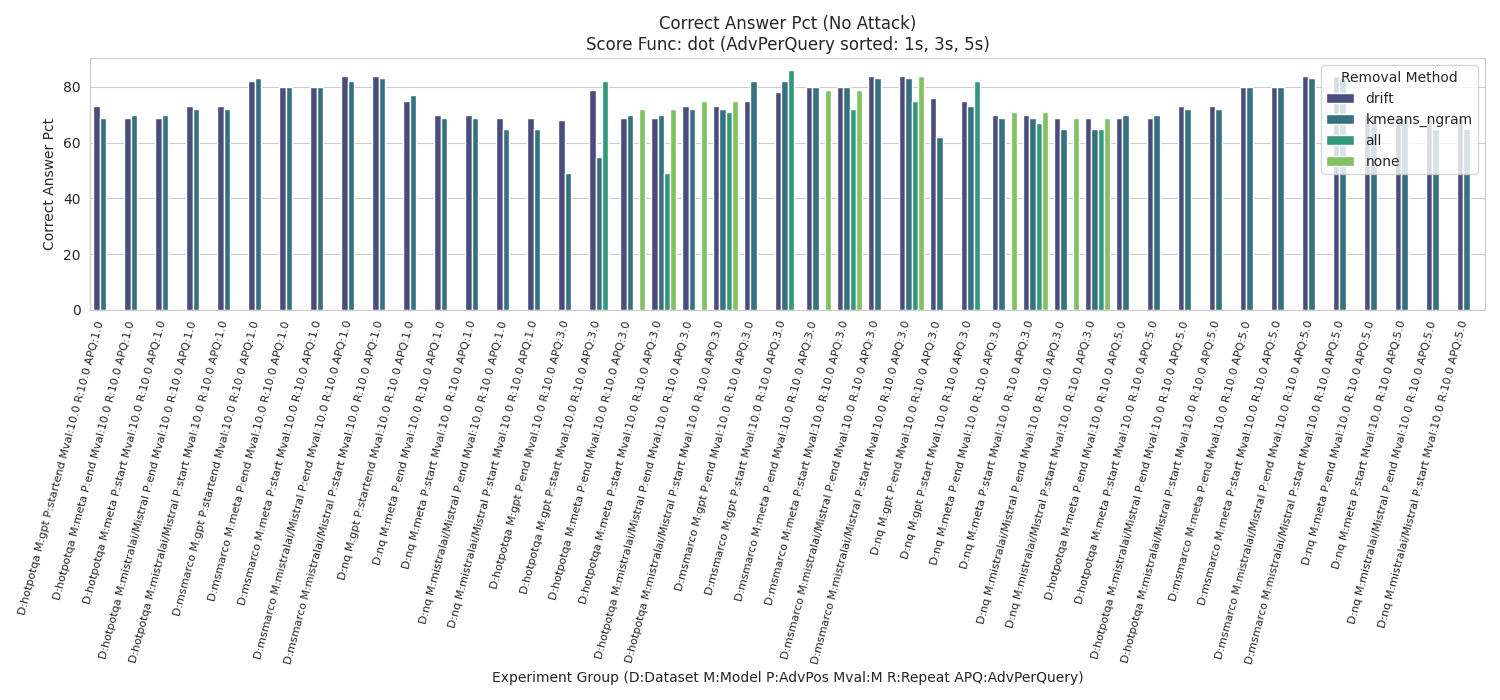 Correct Answer Pct (No Attack)
Score Func: dot (AdvPerQuery sorted: 1s, 3s, 5s)
Correct Answer Pct
80
60
40
20
0
Removal Method
drift
kmeans_ngram
all
none
D:hotpotqa M:gpt P:startend Mval:10.0 R:10.0 APQ:1.0
D:hotpotqa M:meta P:end Mval:10.0 R:10.0 APQ:1.0
D:hotpotqa M:meta P:start Mval:10.0 R:10.0 APQ:1.0
D:hotpotqa M:mistralai/Mistral P:end Mval:10.0 R:10.0 APQ:1.0
D:hotpotqa M:mistralai/Mistral P:start Mval:10.0 R:10.0 APQ:1.0
D:msmarco M:gpt P:startend Mval:10.0 R:10.0 APQ:1.0
D:msmarco M:meta P:end Mval:10.0 R:10.0 APQ:1.0
D:msmarco M:meta P:start Mval:10.0 R:10.0 APQ:1.0
D:msmarco M:mistralai/Mistral P:end Mval:10.0 R:10.0 APQ:1.0
D:msmarco M:mistralai/Mistral P:start Mval:10.0 R:10.0 APQ:1.0
D:nq M:gpt P:startend Mval:10.0 R:10.0 APQ:1.0
D:nq M:meta P:end Mval:10.0 R:10.0 APQ:1.0
D:nq M:meta P:start Mval:10.0 R:10.0 APQ:1.0
D:nq M:mistralai/Mistral P:end Mval:10.0 R:10.0 APQ:1.0
D:nq M:mistralai/Mistral P:start Mval:10.0 R:10.0 APQ:1.0
D:hotpotqa M:gpt P:end Mval:10.0 R:10.0 APQ:3.0
D:hotpotqa M:gpt P:start Mval:10.0 R:10.0 APQ:3.0
D:hotpotqa M:meta P:end Mval:10.0 R:10.0 APQ:3.0
D:hotpotqa M:meta P:start Mval:10.0 R:10.0 APQ:3.0
D:hotpotqa M:mistralai/Mistral P:end Mval:10.0 R:10.0 APQ:3.0
D:hotpotqa M:mistralai/Mistral P:start Mval:10.0 R:10.0 APQ:3.0
D:msmarco M:gpt P:end Mval:10.0 R:10.0 APQ:3.0
D:msmarco M:gpt P:start Mval:10.0 R:10.0 APQ:3.0
D:msmarco M:meta P:end Mval:10.0 R:10.0 APQ:3.0
D:msmarco M:meta P:start Mval:10.0 R:10.0 APQ:3.0
D:msmarco M:mistralai/Mistral P:end Mval:10.0 R:10.0 APQ:3.0
D:msmarco M:mistralai/Mistral P:start Mval:10.0 R:10.0 APQ:3.0
D:nq M:gpt P:end Mval:10.0 R:10.0 APQ:3.0
D:nq M:gpt P:start Mval:10.0 R:10.0 APQ:3.0
D:nq M:meta P:end Mval:10.0 R:10.0 APQ:3.0
D:nq M:meta P:start Mval:10.0 R:10.0 APQ:3.0
D:nq M:mistralai/Mistral P:end Mval:10.0 R:10.0 APQ:3.0
D:nq M:mistralai/Mistral P:start Mval:10.0 R:10.0 APQ:3.0
D:hotpotqa M:meta P:end Mval:10.0 R:10.0 APQ:5.0
D:hotpotqa M:meta P:start Mval:10.0 R:10.0 APQ:5.0
D:hotpotqa M:mistralai/Mistral P:end Mval:10.0 R:10.0 APQ:5.0
D:hotpotqa M:mistralai/Mistral P:start Mval:10.0 R:10.0 APQ:5.0
D:msmarco M:meta P:end Mval:10.0 R:10.0 APQ:5.0
D:msmarco M:meta P:start Mval:10.0 R:10.0 APQ:5.0
D:msmarco M:mistralai/Mistral P:end Mval:10.0 R:10.0 APQ:5.0
D:msmarco M:mistralai/Mistral P:start Mval:10.0 R:10.0 APQ:5.0
D:nq M:meta P:end Mval:10.0 R:10.0 APQ:5.0
D:nq M:meta P:start Mval:10.0 R:10.0 APQ:5.0
D:nq M:mistralai/Mistral P:end Mval:10.0 R:10.0 APQ:5.0
D:nq M:mistralai/Mistral P:start Mval:10.0 R:10.0 APQ:5.0
Experiment Group (D:Dataset M:Model P:AdvPos Mval:M R:Repeat APQ:AdvPerQuery)